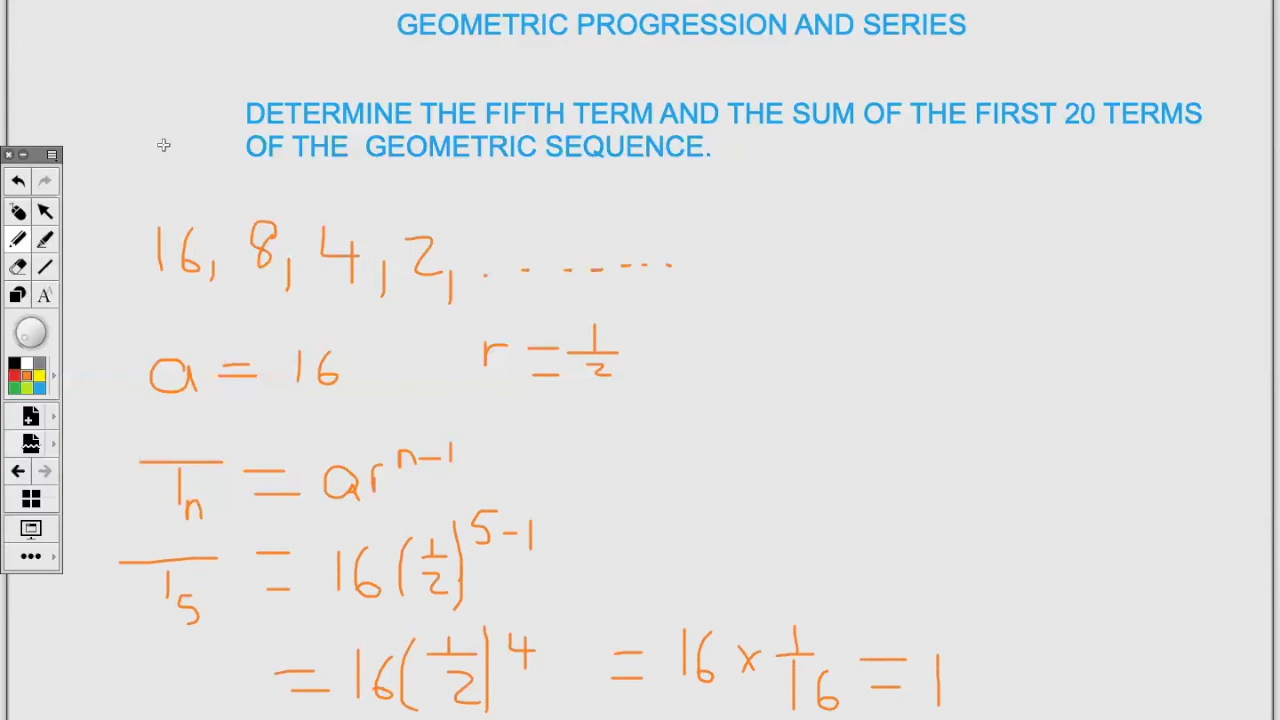 GEOMETRIC PROGRESSION AND SERIES
DETERMINE THE FIFTH TERM AND THE SUM OF THE FIRST 20 TERMS
OF THE GEOMETRIC SEQUENCE.
16, 8, 4, 2, .........
a = 16 r = 1/2
Tₙ = arⁿ⁻¹
T₅ = 16(1/2)⁵⁻¹
= 16(1/2)⁴ = 16 × 1/16 = 1